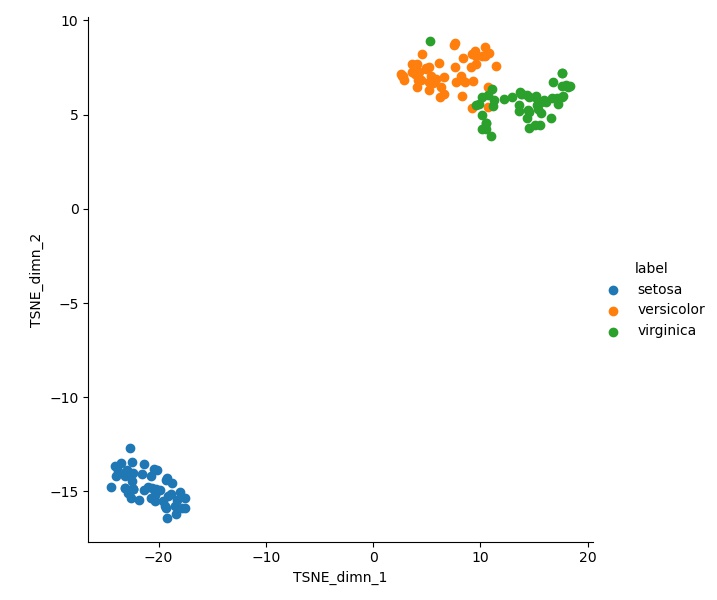 10
5
0
−5
−10
−15
TSNE_dimn_2
−20
−10
0
10
20
TSNE_dimn_1
label
setosa
versicolor
virginica